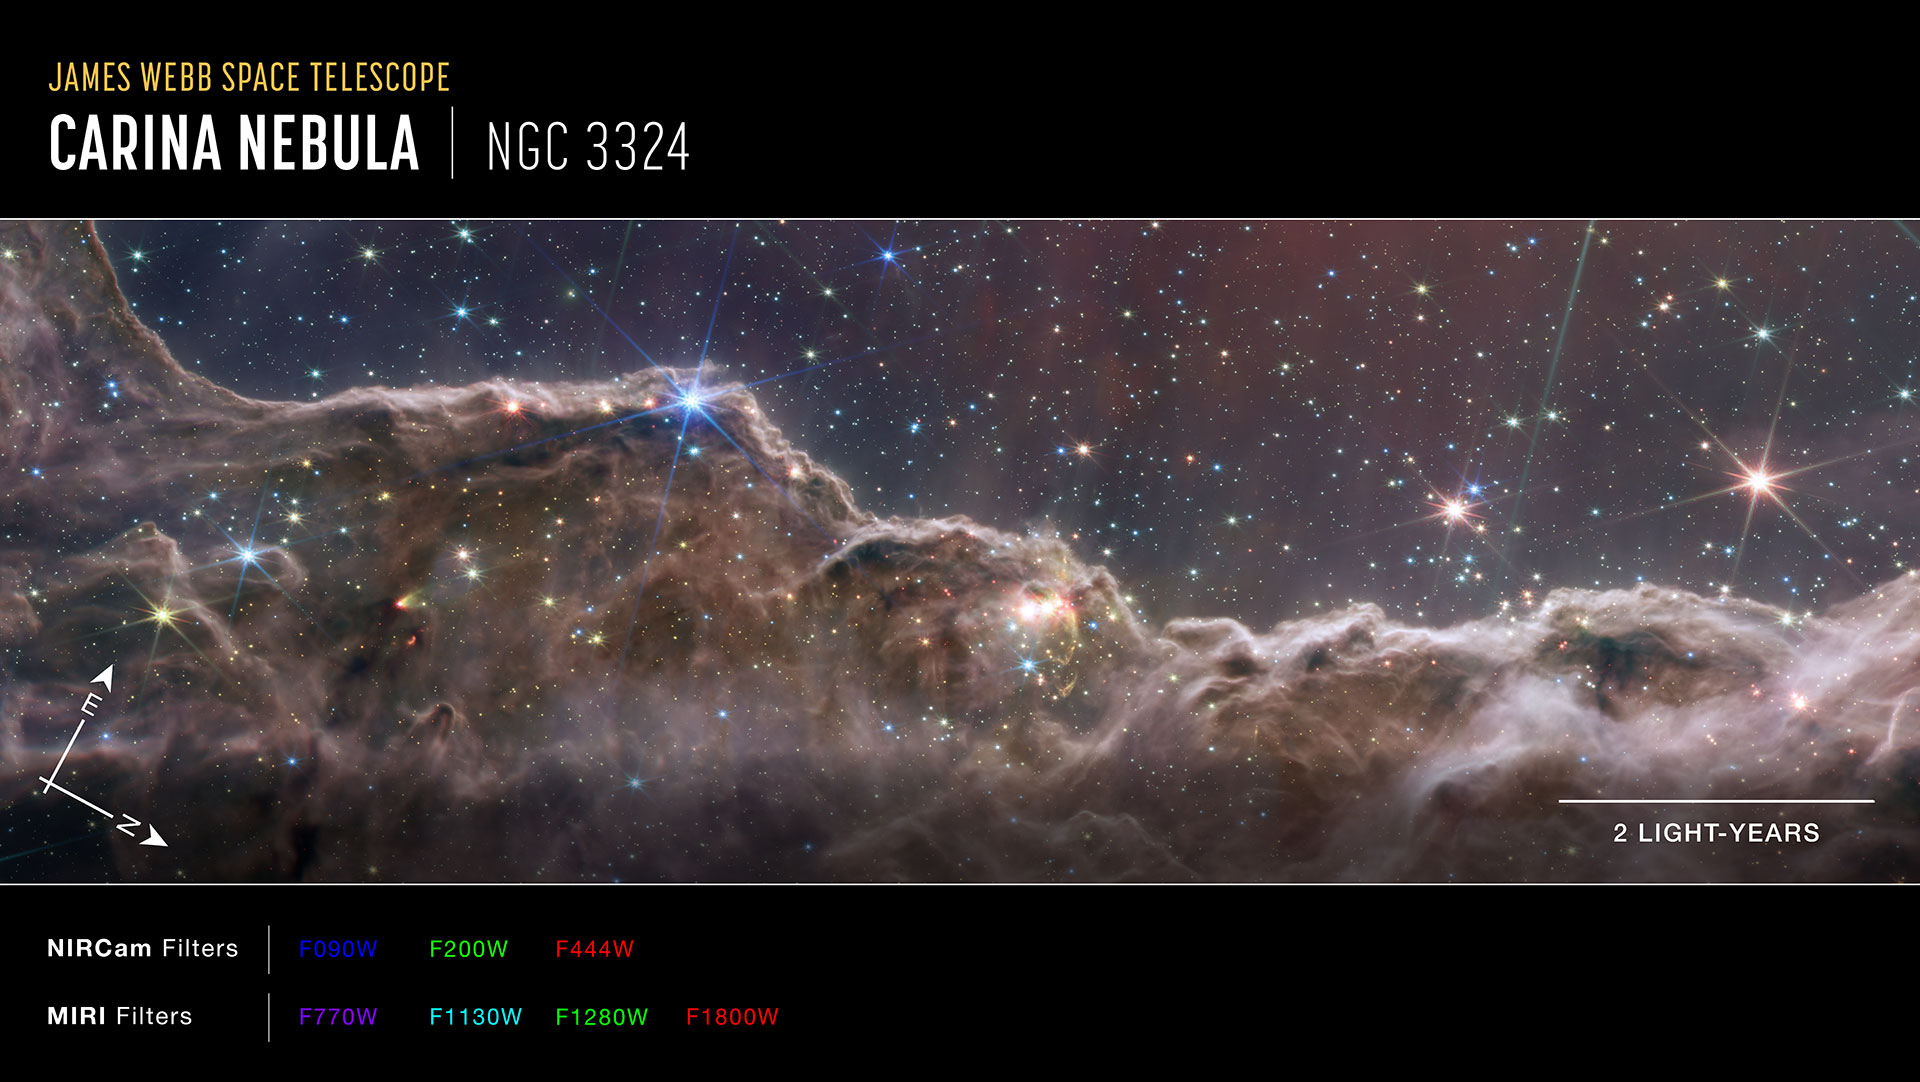 JAMES WEBB SPACE TELESCOPE
CARINA NEBULA | NGC 3324
E
N
2 LIGHT-YEARS
NIRCam Filters | F090W F200W F444W
MIRI Filters | F770W F1130W F1280W F1800W